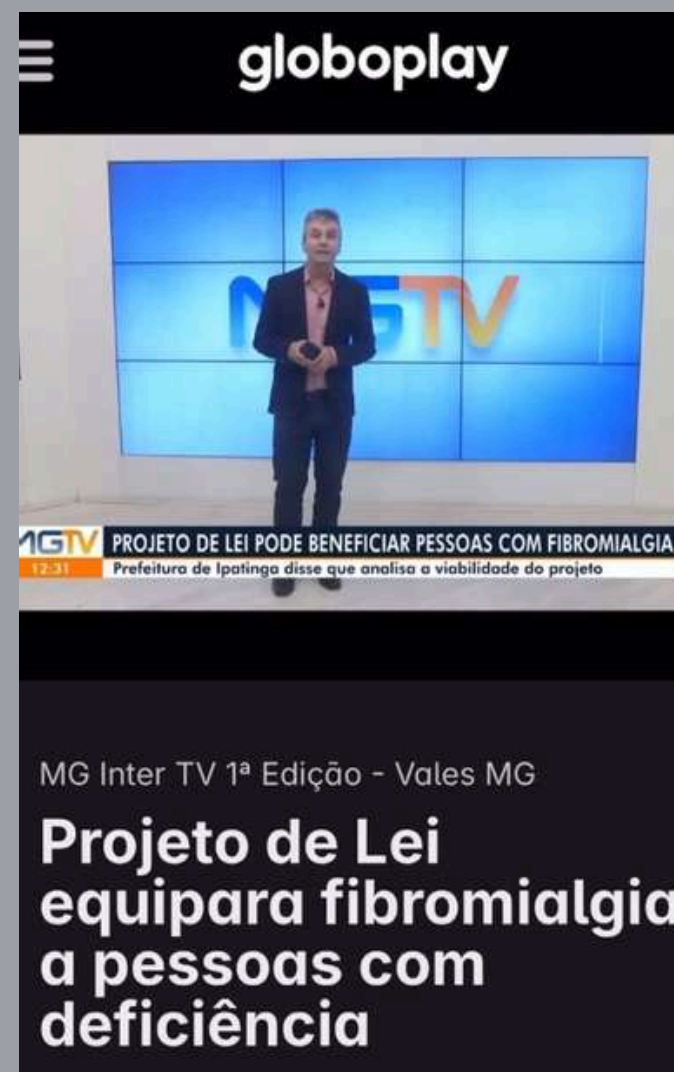 globoplay
MGTV
MGTV PROJETO DE LEI PODE BENEFICIAR PESSOAS COM FIBROMIALGIA
12:31 Prefeitura de Ipatinga disse que analisa a viabilidade do projeto
MG Inter TV 1ª Edição - Vales MG
Projeto de Lei
equipara fibromialgia
a pessoas com
deficiência